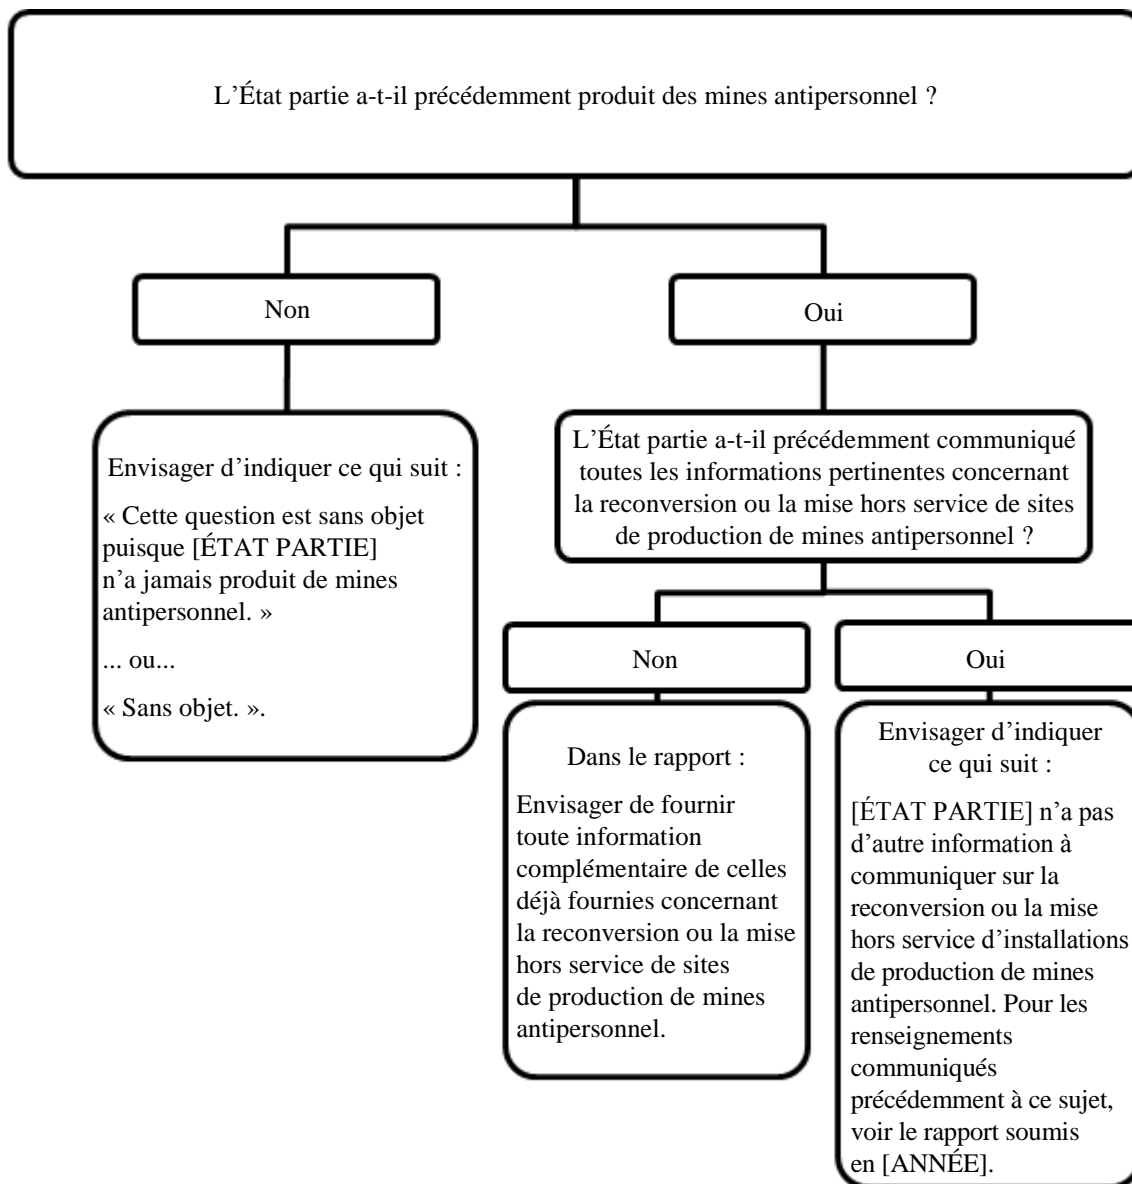 L’État partie a-t-il précédemment produit des mines antipersonnel ?
Non
Oui
Envisager d’indiquer ce qui suit :
« Cette question est sans objet
puisque [ÉTAT PARTIE]
n’a jamais produit de mines
antipersonnel. »
... ou...
« Sans objet. ».
L’État partie a-t-il précédemment communiqué
toutes les informations pertinentes concernant
la reconversion ou la mise hors service de sites
de production de mines antipersonnel ?
Non
Oui
Dans le rapport :
Envisager de fournir
toute information
complémentaire de celles
déjà fournies concernant
la reconversion ou la mise
hors service de sites
de production de mines
antipersonnel.
Envisager d’indiquer
ce qui suit :
[ÉTAT PARTIE] n’a pas
d’autre information à
communiquer sur la
reconversion ou la mise
hors service d’installations
de production de mines
antipersonnel. Pour les
renseignements
communiqués
précédemment à ce sujet,
voir le rapport soumis
en [ANNÉE].